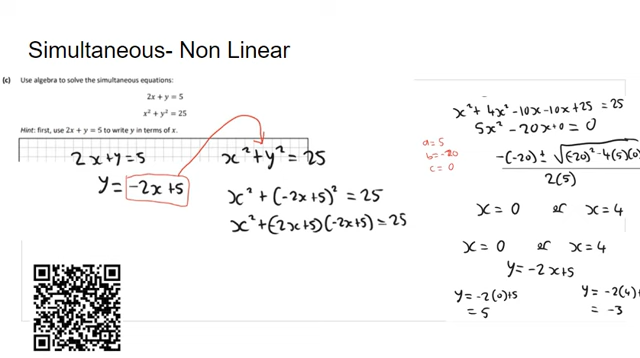 Simultaneous- Non Linear
(c) Use algebra to solve the simultaneous equations:
2x + y = 5
x² + y² = 25
Hint: first, use 2x + y = 5 to write y in terms of x.
2x+y=5
y = -2x+5
x²+y²=25
x²+(-2x+5)²=25
x²+(-2x+5)(-2x+5)=25
x²+4x²-10x-10x+25=25
5x²-20x+0=0
a=5
b=-20
c=0
-(-20)±√(-20)²-4(5)(0)
2(5)
x=0 or x=4
x=0 or x=4
y=-2x+5
y=-2(0)+5
=5
y=-2(4)+
=-3